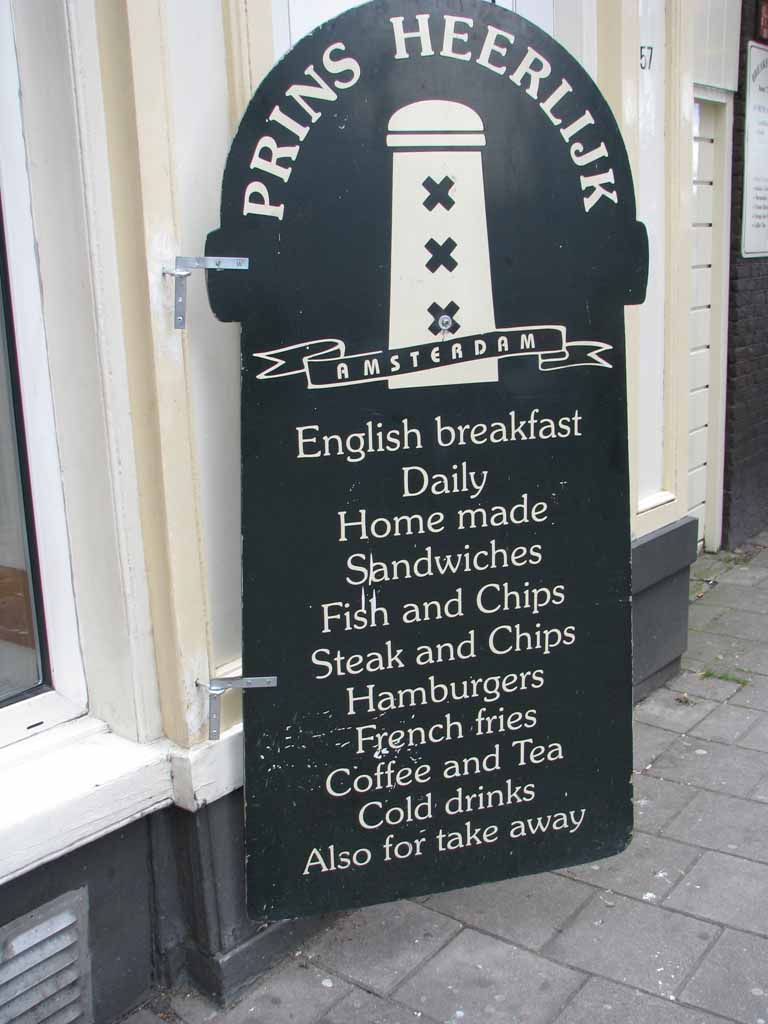 PRINS HEERLIJK
57
AMSTERDAM
English breakfast
Daily
Home made
Sandwiches
Fish and Chips
Steak and Chips
Hamburgers
French fries
Coffee and Tea
Cold drinks
Also for take away